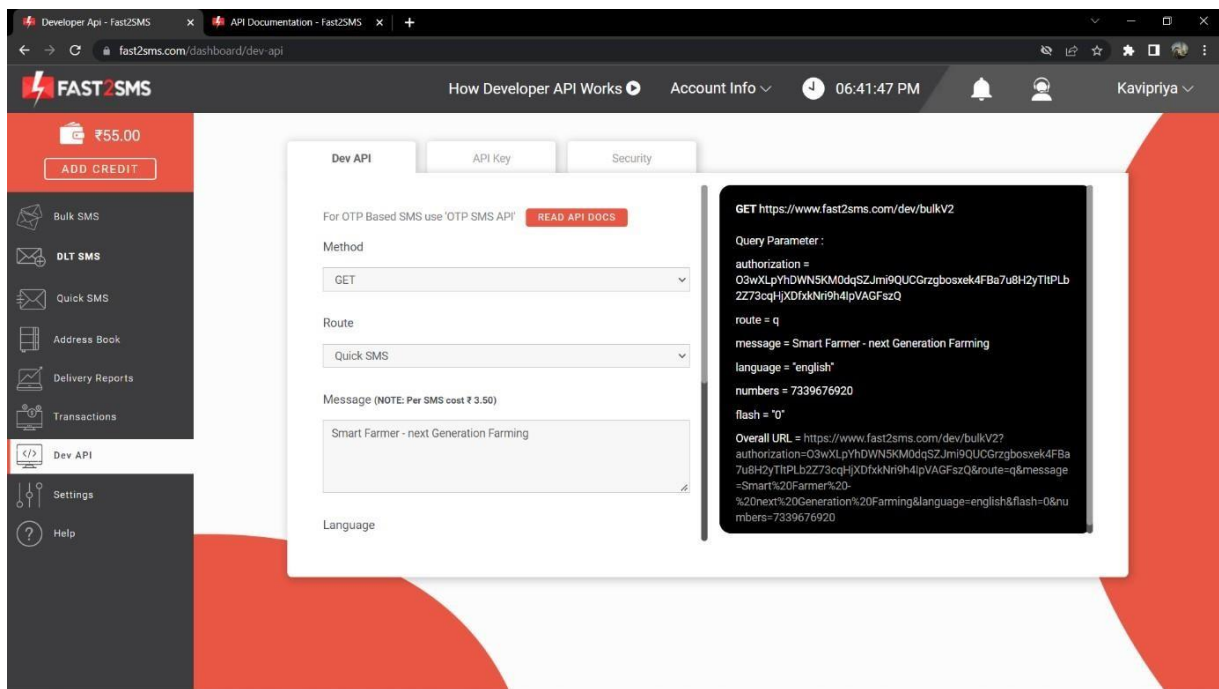 Developer Api - Fast2SMS
API Documentation - Fast2SMS
fast2sms.com/dashboard/dev-api
FAST2SMS
How Developer API Works
Account Info
06:41:47 PM
Kavipriya
₹55.00
ADD CREDIT
Bulk SMS
DLT SMS
Quick SMS
Address Book
Delivery Reports
Transactions
Dev API
Settings
Help
Dev API
API Key
Security
For OTP Based SMS use 'OTP SMS API'
READ API DOCS
Method
GET
Route
Quick SMS
Message (NOTE: Per SMS cost ₹ 3.50)
Smart Farmer - next Generation Farming
Language
GET https://www.fast2sms.com/dev/bulkV2
Query Parameter :
authorization =
O3wXLpYhDWN5KM0dqSZJmi9QUCGrzgbosxek4FBa7u8H2yTltPLb
2Z73cqHjXDfxkNri9h4IpVAGFszQ
route = q
message = Smart Farmer - next Generation Farming
language = "english"
numbers = 7339676920
flash = "0"
Overall URL = https://www.fast2sms.com/dev/bulkV2?
authorization=O3wXLpYhDWN5KM0dqSZJmi9QUCGrzgbosxek4FBa
7u8H2yTltPLb2Z73cqHjXDfxkNri9h4IpVAGFszQ&route=q&message
=Smart%20Farmer%20-
%20next%20Generation%20Farming&language=english&flash=0&nu
mbers=7339676920